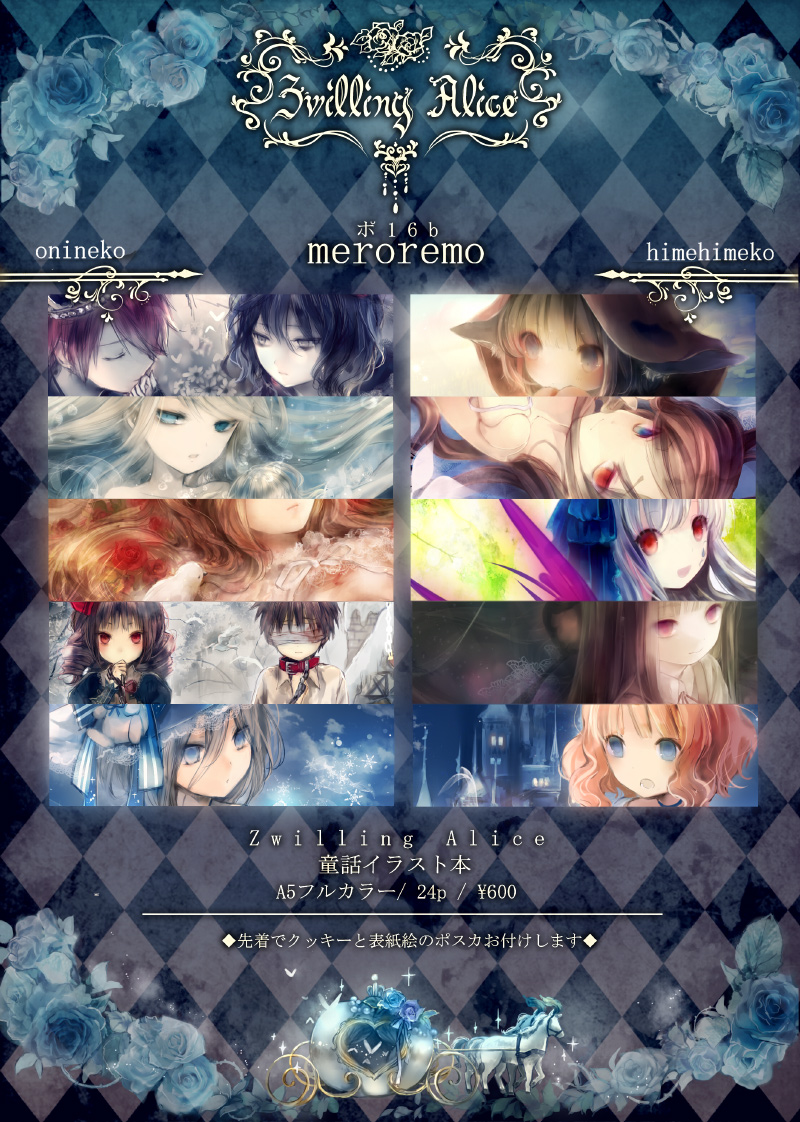 Zwilling Alice
ボ16b
onineko
meroremo
himehimeko
Zwilling Alice
童話イラスト本
A5フルカラー/ 24p / ¥600
◆先着でクッキーと表紙絵のポスカお付けします◆